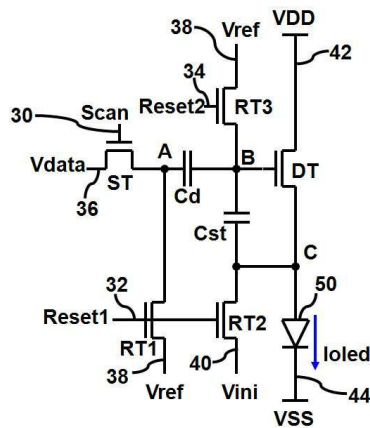 38 Vref VDD
34 42
Reset2 RT3
30 Scan
A B
Vdata DT
36 ST Cd
Cst
C
32 50
Reset1 RT2
RT1 Ioled
38 40
44
Vref Vini
VSS